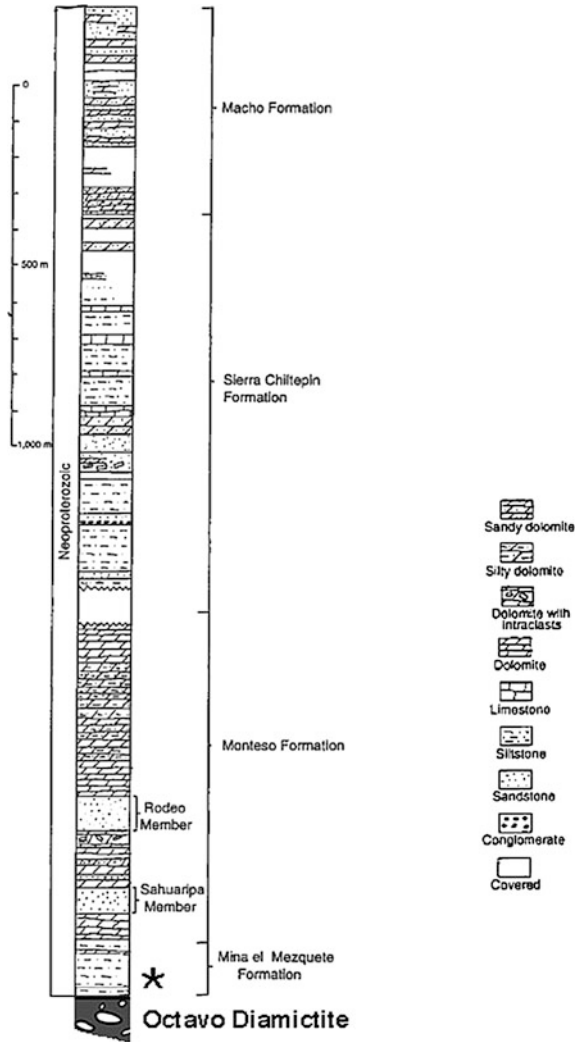 0
500 m
1,000 m
Neoproterozoic
Macho Formation
Sierra Chiltepin
Formation
Monteso Formation
Rodeo
Member
Sahuaripa
Member
Mina el Mezquete
Formation
*
Octavo Diamictite
Sandy dolomite
Silty dolomite
Dolomite with
intraclasts
Dolomite
Limestone
Siltstone
Sandstone
Conglomerate
Covered